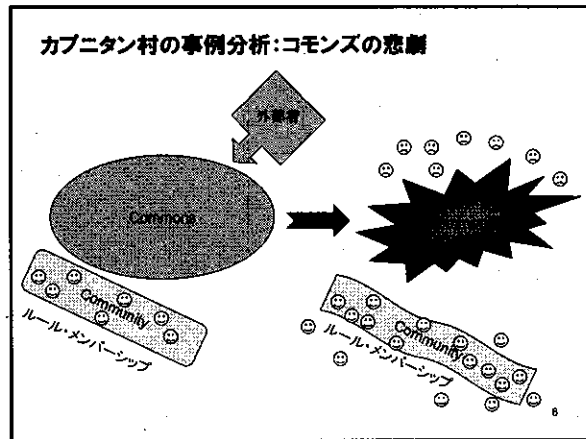 カプニタン村の事例分析：コモンズの悲劇
外部者
Commons
Community
ルール・メンバーシップ
Community
ルール・メンバーシップ